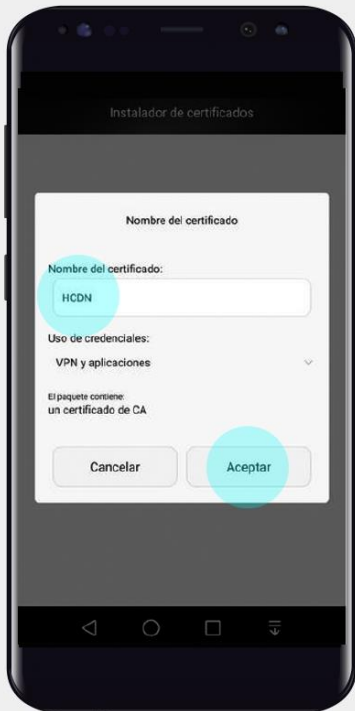 Instalador de certificados
Nombre del certificado
Nombre del certificado:
HCDN
Uso de credenciales:
VPN y aplicaciones
El paquete contiene:
un certificado de CA
Cancelar
Aceptar